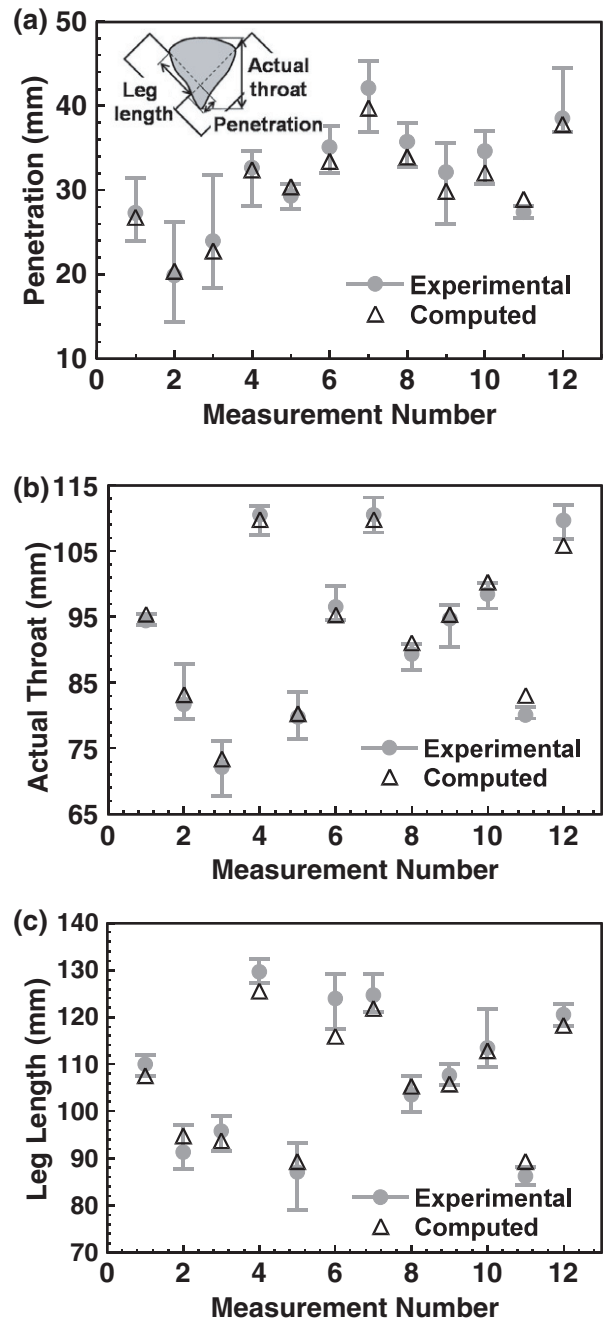 (a)
50
40
30
20
10
Penetration (mm)
Leg
length
Actual
throat
Penetration
Experimental
Computed
0 2 4 6 8 10 12
Measurement Number
(b)
115
105
95
85
75
65
Actual Throat (mm)
Experimental
Computed
0 2 4 6 8 10 12
Measurement Number
(c)
140
130
120
110
100
90
80
70
Leg Length (mm)
Experimental
Computed
0 2 4 6 8 10 12
Measurement Number